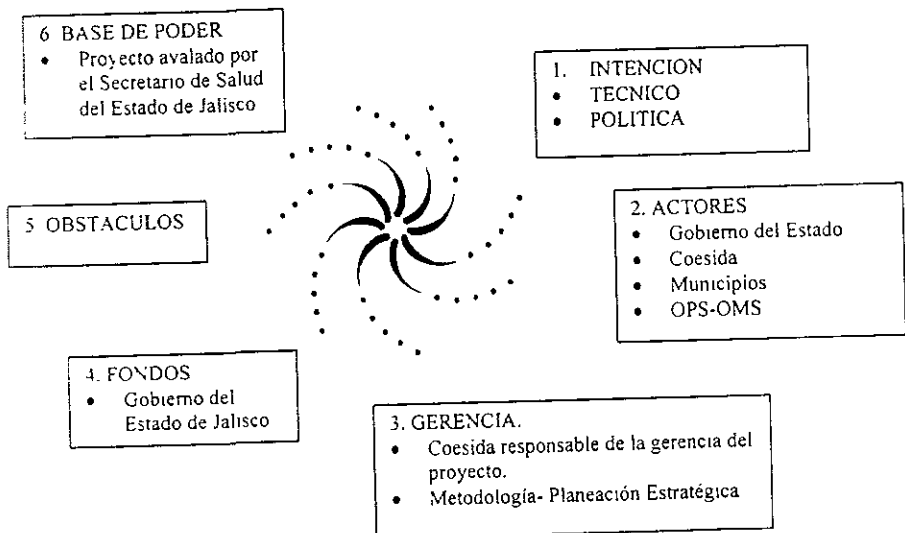 6 BASE DE PODER
• Proyecto avalado por
el Secretario de Salud
del Estado de Jalisco
1. INTENCION
• TECNICO
• POLITICA
2. ACTORES
• Gobierno del Estado
• Coesida
• Municipios
• OPS-OMS
3. GERENCIA.
• Coesida responsable de la gerencia del
proyecto.
• Metodología- Planeación Estratégica
4. FONDOS
• Gobierno del
Estado de Jalisco
5 OBSTACULOS